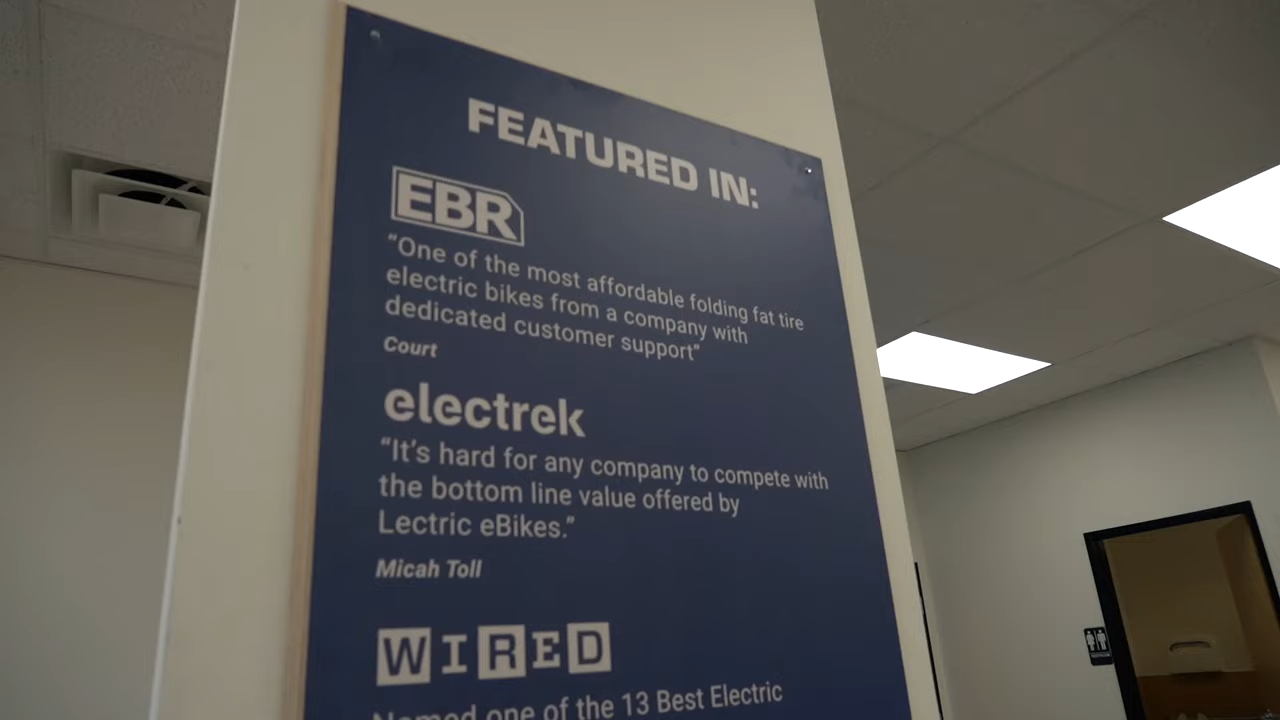 FEATURED IN:
EBR
“One of the most affordable folding fat tire
electric bikes from a company with
dedicated customer support”
Court
electrek
“It’s hard for any company to compete with
the bottom line value offered by
Lectric eBikes.”
Micah Toll
WIRED
Named one of the 13 Best Electric